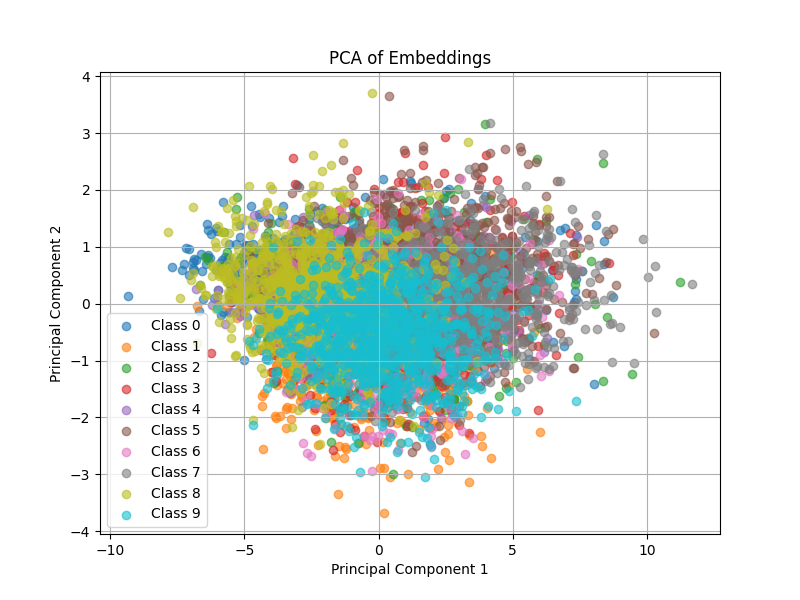 PCA of Embeddings
Principal Component 2
4
3
2
1
0
−1
−2
−3
−4
Class 0
Class 1
Class 2
Class 3
Class 4
Class 5
Class 6
Class 7
Class 8
Class 9
−10
−5
0
5
10
Principal Component 1